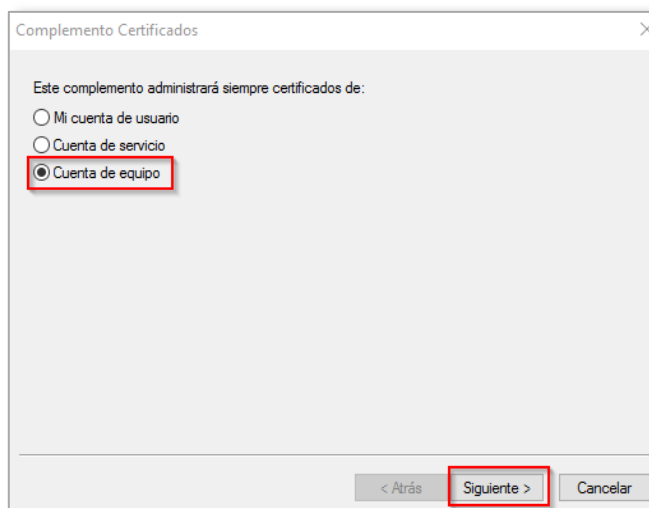 Complemento Certificados
Este complemento administrará siempre certificados de:
Mi cuenta de usuario
Cuenta de servicio
Cuenta de equipo
< Atrás Siguiente > Cancelar